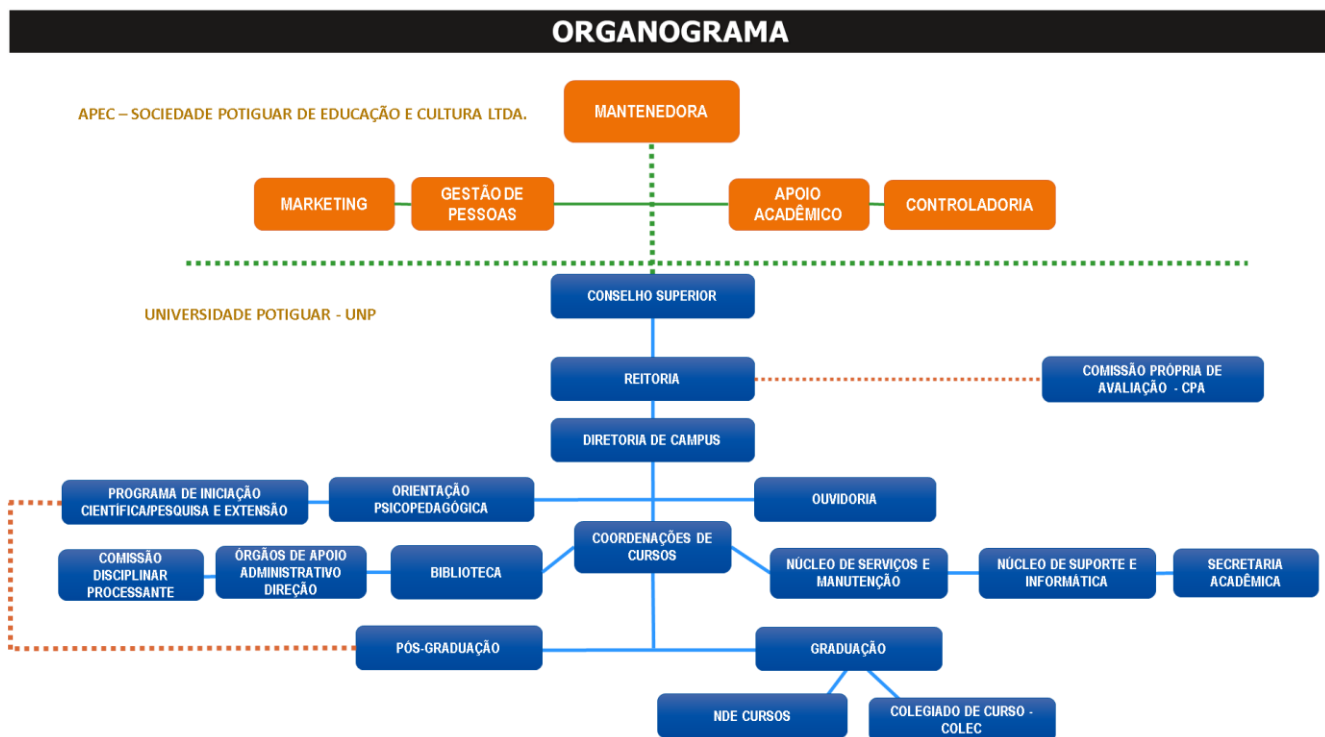 ORGANOGRAMA
APEC – SOCIEDADE POTIGUAR DE EDUCAÇÃO E CULTURA LTDA.
MANTENEDORA
MARKETING
GESTÃO DE
PESSOAS
APOIO
ACADÊMICO
CONTROLADORIA
UNIVERSIDADE POTIGUAR - UNP
CONSELHO SUPERIOR
REITORIA
COMISSÃO PRÓPRIA DE
AVALIAÇÃO - CPA
DIRETORIA DE CAMPUS
PROGRAMA DE INICIAÇÃO
CIENTÍFICA/PESQUISA E EXTENSÃO
ORIENTAÇÃO
PSICOPEDAGÓGICA
OUVIDORIA
COORDENAÇÕES DE
CURSOS
COMISSÃO
DISCIPLINAR
PROCESSANTE
ÓRGÃOS DE APOIO
ADMINISTRATIVO
DIREÇÃO
BIBLIOTECA
NÚCLEO DE SERVIÇOS E
MANUTENÇÃO
NÚCLEO DE SUPORTE E
INFORMÁTICA
SECRETARIA
ACADÊMICA
PÓS-GRADUAÇÃO
GRADUAÇÃO
NDE CURSOS
COLEGIADO DE CURSO -
COLEC